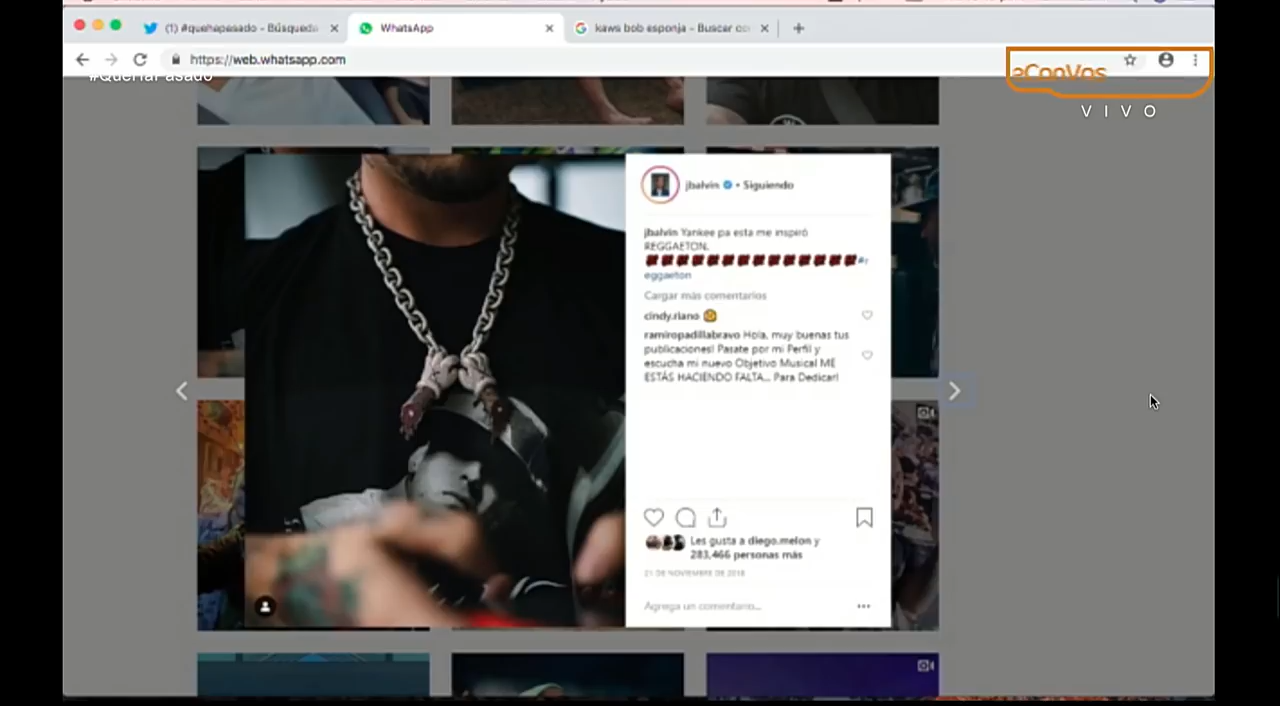 (1) #quehapasado - Búsqueda
WhatsApp
kaws bob esponja - Buscar co
https://web.whatsapp.com
#QueHaPasado
eConVos
VIVO
jbalvin • Siguiendo
jbalvin Yankee pa esta me inspiró
REGGAETON.
#r
eggaeton
Cargar más comentarios
cindy.riano
ramiropadillabravo Hola, muy buenas tus
publicaciones! Pasate por mi Perfil y
escucha mi nuevo Objetivo Musical ME
ESTÁS HACIENDO FALTA... Para Dedicar!
Les gusta a diego.melon y
283,466 personas más
21 DE NOVIEMBRE DE 2018
Agrega un comentario...